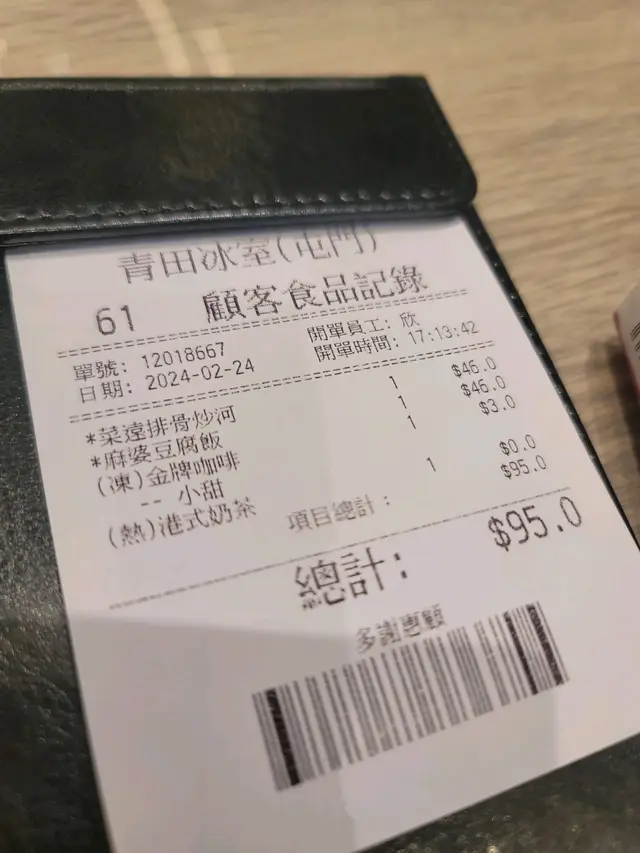 青田冰室(屯門)
61 顧客食品記錄
單號: 12018667 開單員工: 欣
日期: 2024-02-24 開單時間: 17:13:42
*菜遠排骨炒河 1 $46.0
*麻婆豆腐飯 1 $46.0
(凍)金牌咖啡 1 $3.0
-- 小甜
(熱)港式奶茶 1 $0.0
項目總計: $95.0
總計: $95.0
多謝惠顧